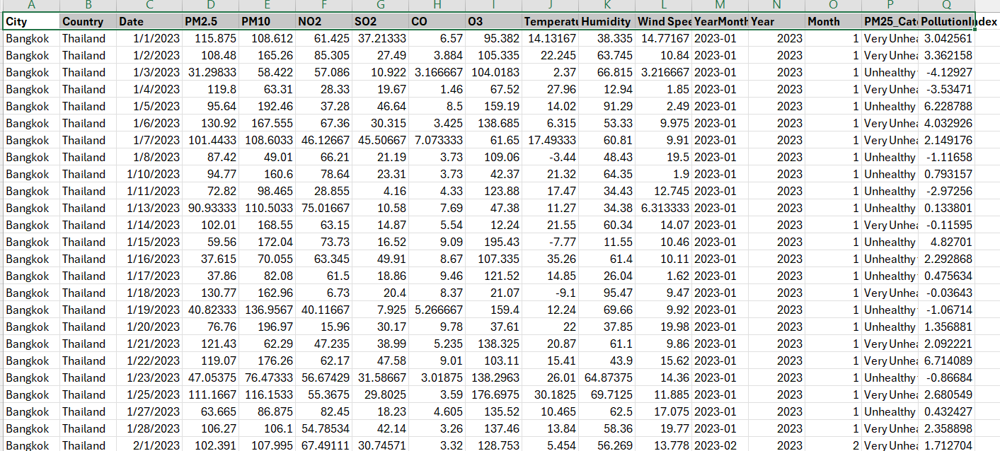 A B C D E F G H I J K L M N O P Q
City Country Date PM2.5 PM10 NO2 SO2 CO O3 Temperatu Humidity Wind Spee YearMonth Year Month PM25_Cate PollutionIndex
Bangkok Thailand 1/1/2023 115.875 108.612 61.425 37.21333 6.57 95.382 14.13167 38.335 14.77167 2023-01 2023 1 Very Unhea 3.042561
Bangkok Thailand 1/2/2023 108.48 165.26 85.305 27.49 3.884 105.335 22.245 63.745 10.84 2023-01 2023 1 Very Unhea 3.362158
Bangkok Thailand 1/3/2023 31.29833 58.422 57.086 10.922 3.166667 104.0183 2.37 66.815 3.216667 2023-01 2023 1 Unhealthy -4.12927
Bangkok Thailand 1/4/2023 119.8 63.31 28.33 19.67 1.46 67.52 27.96 12.94 1.85 2023-01 2023 1 Very Unhea -3.53471
Bangkok Thailand 1/5/2023 95.64 192.46 37.28 46.64 8.5 159.19 14.02 91.29 2.49 2023-01 2023 1 Unhealthy 6.228788
Bangkok Thailand 1/6/2023 130.92 167.555 67.36 30.315 3.425 138.685 6.315 53.33 9.975 2023-01 2023 1 Very Unhea 4.032926
Bangkok Thailand 1/7/2023 101.4433 108.6033 46.12667 45.50667 7.073333 61.65 17.49333 60.81 9.91 2023-01 2023 1 Very Unhea 2.149176
Bangkok Thailand 1/8/2023 87.42 49.01 66.21 21.19 3.73 109.06 -3.44 48.43 19.5 2023-01 2023 1 Unhealthy -1.11658
Bangkok Thailand 1/10/2023 94.77 160.6 78.64 23.31 3.73 42.37 21.32 64.35 1.9 2023-01 2023 1 Unhealthy 0.793157
Bangkok Thailand 1/11/2023 72.82 98.465 28.855 4.16 4.33 123.88 17.47 34.43 12.745 2023-01 2023 1 Unhealthy -2.97256
Bangkok Thailand 1/13/2023 90.93333 110.5033 75.01667 10.58 7.69 47.38 11.27 34.38 6.313333 2023-01 2023 1 Unhealthy 0.133801
Bangkok Thailand 1/14/2023 102.01 168.55 63.15 14.87 5.54 12.24 21.55 60.34 14.07 2023-01 2023 1 Very Unhea -0.11595
Bangkok Thailand 1/15/2023 59.56 172.04 73.73 16.52 9.09 195.43 -7.77 11.55 10.46 2023-01 2023 1 Unhealthy 4.82701
Bangkok Thailand 1/16/2023 37.615 70.055 63.345 49.91 8.67 107.335 35.26 61.4 10.11 2023-01 2023 1 Unhealthy 2.292868
Bangkok Thailand 1/17/2023 37.86 82.08 61.5 18.86 9.46 121.52 14.85 26.04 1.62 2023-01 2023 1 Unhealthy 0.475634
Bangkok Thailand 1/18/2023 130.77 162.96 6.73 20.4 8.37 21.07 -9.1 95.47 9.47 2023-01 2023 1 Very Unhea -0.03643
Bangkok Thailand 1/19/2023 40.82333 136.9567 40.11667 7.925 5.266667 159.4 12.24 69.66 9.92 2023-01 2023 1 Unhealthy -1.06714
Bangkok Thailand 1/20/2023 76.76 196.97 15.96 30.17 9.78 37.61 22 37.85 19.98 2023-01 2023 1 Unhealthy 1.356881
Bangkok Thailand 1/21/2023 121.43 62.29 47.235 38.99 5.235 138.325 20.87 61.1 9.86 2023-01 2023 1 Very Unhea 2.092221
Bangkok Thailand 1/22/2023 119.07 176.26 62.17 47.58 9.01 103.11 15.41 43.9 15.62 2023-01 2023 1 Very Unhea 6.714089
Bangkok Thailand 1/23/2023 47.05375 76.47333 56.67429 31.58667 3.01875 138.2963 26.01 64.87375 14.36 2023-01 2023 1 Unhealthy -0.86684
Bangkok Thailand 1/25/2023 111.1667 116.1533 55.3675 29.8025 3.59 176.6975 30.1825 69.7125 11.885 2023-01 2023 1 Very Unhea 2.680549
Bangkok Thailand 1/27/2023 63.665 86.875 82.45 18.23 4.605 135.52 10.465 62.5 17.075 2023-01 2023 1 Unhealthy 0.432427
Bangkok Thailand 1/28/2023 106.27 106.1 54.78534 42.14 3.26 137.46 13.84 58.36 19.77 2023-01 2023 1 Very Unhea 2.358898
Bangkok Thailand 2/1/2023 102.391 107.995 67.49111 30.74571 3.32 128.753 5.454 56.269 13.778 2023-02 2023 2 Very Unhea 1.712704